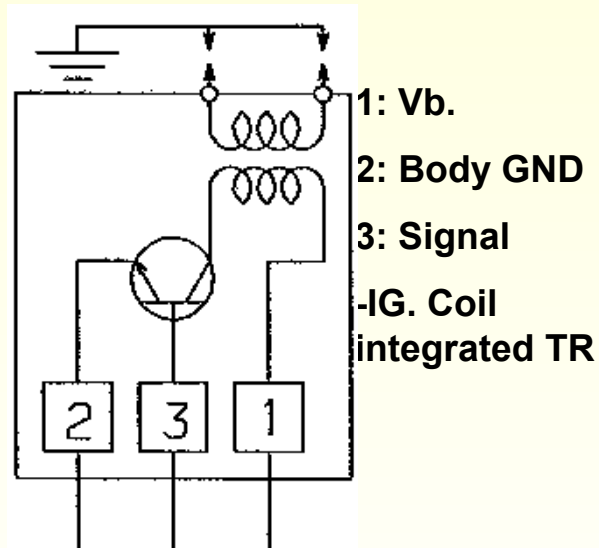 1: Vb.
2: Body GND
3: Signal
-IG. Coil
integrated TR
2 3 1